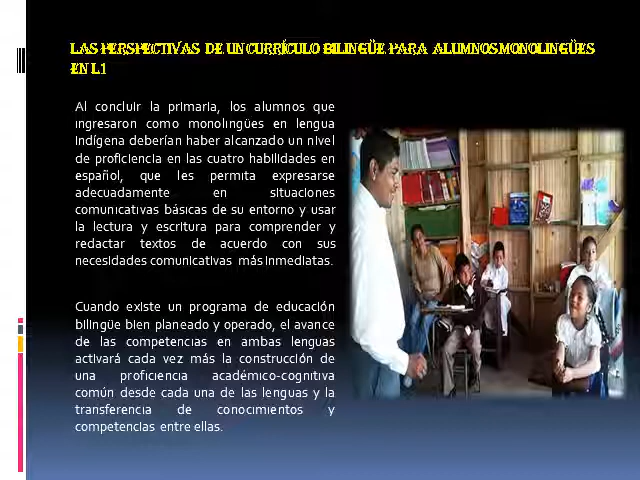 LAS PERSPECTIVAS DE UN CURRÍCULO BILINGÜE PARA ALUMNOS MONOLINGÜES
EN L1
Al concluir la primaria, los alumnos que
ingresaron como monolingües en lengua
indígena deberían haber alcanzado un nivel
de proficiencia en las cuatro habilidades en
español, que les permita expresarse
adecuadamente en situaciones
comunicativas básicas de su entorno y usar
la lectura y escritura para comprender y
redactar textos de acuerdo con sus
necesidades comunicativas más inmediatas.
Cuando existe un programa de educación
bilingüe bien planeado y operado, el avance
de las competencias en ambas lenguas
activará cada vez más la construcción de
una proficiencia académico-cognitiva
común desde cada una de las lenguas y la
transferencia de conocimientos y
competencias entre ellas.